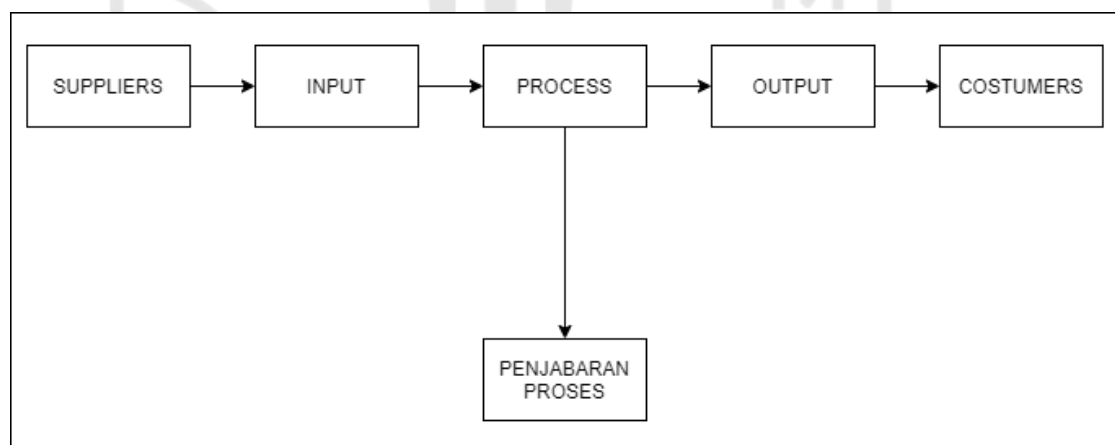 SUPPLIERS
INPUT
PROCESS
OUTPUT
COSTUMERS
PENJABARAN
PROSES